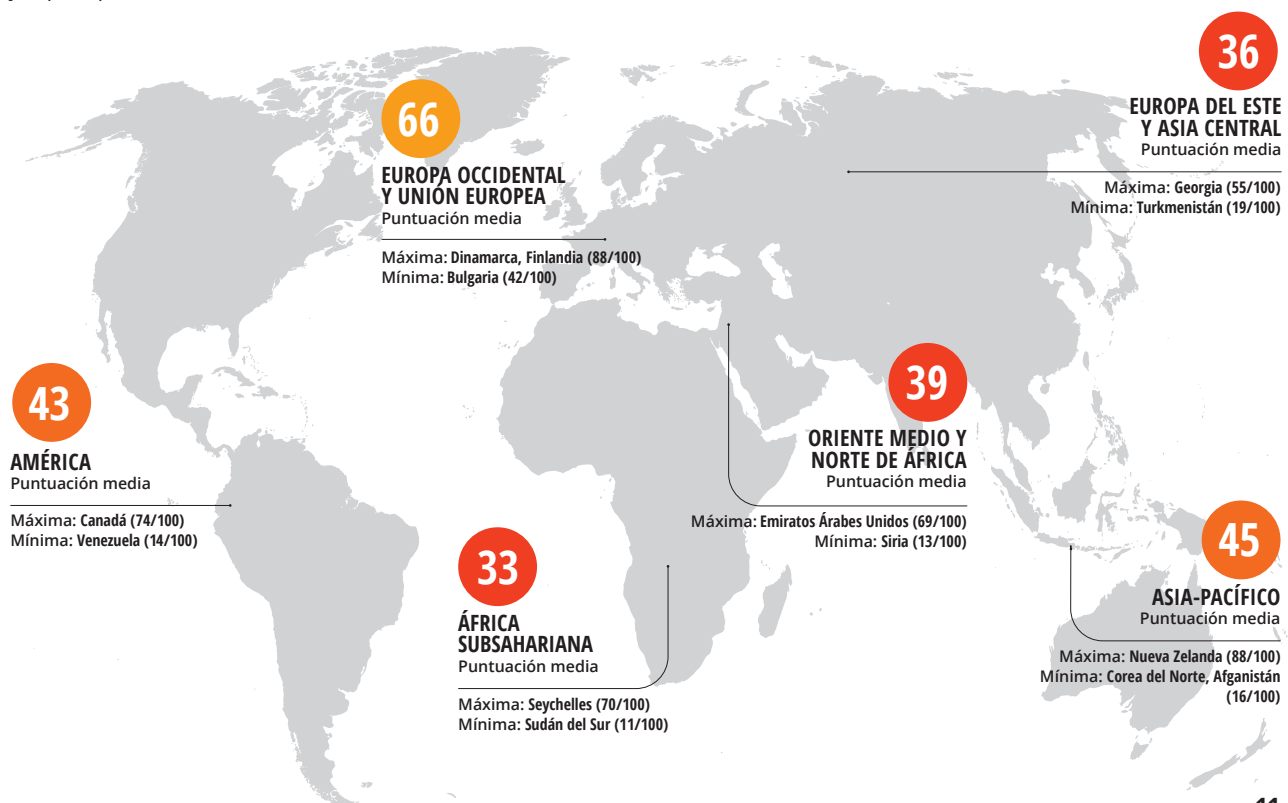 36
EUROPA DEL ESTE
Y ASIA CENTRAL
Puntuación media
Máxima: Georgia (55/100)
Mínima: Turkmenistán (19/100)
66
EUROPA OCCIDENTAL
Y UNIÓN EUROPEA
Puntuación media
Máxima: Dinamarca, Finlandia (88/100)
Mínima: Bulgaria (42/100)
43
AMÉRICA
Puntuación media
Máxima: Canadá (74/100)
Mínima: Venezuela (14/100)
39
ORIENTE MEDIO Y
NORTE DE ÁFRICA
Puntuación media
Máxima: Emiratos Árabes Unidos (69/100)
Mínima: Siria (13/100)
33
ÁFRICA
SUBSAHARIANA
Puntuación media
Máxima: Seychelles (70/100)
Mínima: Sudán del Sur (11/100)
45
ASIA-PACÍFICO
Puntuación media
Máxima: Nueva Zelanda (88/100)
Mínima: Corea del Norte, Afganistán
(16/100)